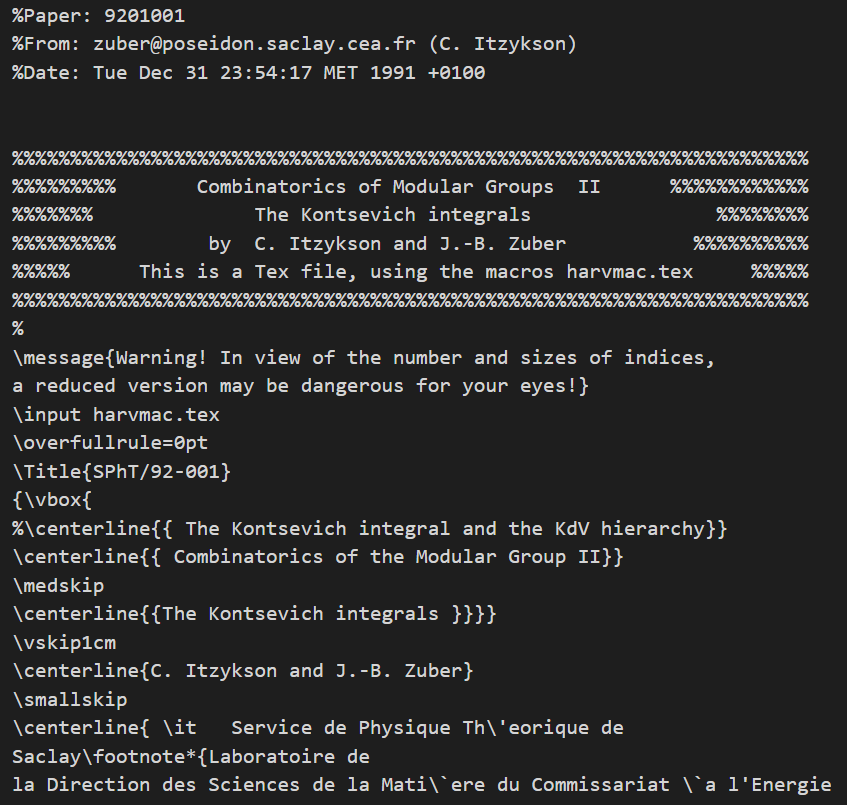 %Paper: 9201001
%From: zuber@poseidon.saclay.cea.fr (C. Itzykson)
%Date: Tue Dec 31 23:54:17 MET 1991 +0100
%%%%%%%%%%%%%%%%%%%%%%%%%%%%%%%%%%%%%%%%%%%%%%%%%%%%%%%%%%%%%%%%%%%%%
%%%%%%%%%       Combinatorics of Modular Groups  II      %%%%%%%%%%%%
%%%%%%%              The Kontsevich integrals                %%%%%%%%
%%%%%%%%%        by  C. Itzykson and J.-B. Zuber           %%%%%%%%%%
%%%%%      This is a Tex file, using the macros harvmac.tex     %%%%%
%%%%%%%%%%%%%%%%%%%%%%%%%%%%%%%%%%%%%%%%%%%%%%%%%%%%%%%%%%%%%%%%%%%%%
%
\message{Warning! In view of the number and sizes of indices,
a reduced version may be dangerous for your eyes!}
\input harvmac.tex
\overfullrule=0pt
\Title{SPhT/92-001}
{\vbox{
%\centerline{{ The Kontsevich integral and the KdV hierarchy}}
\centerline{{ Combinatorics of the Modular Group II}}
\medskip
\centerline{{The Kontsevich integrals }}}}
\vskip1cm
\centerline{C. Itzykson and J.-B. Zuber}
\smallskip
\centerline{ \it   Service de Physique Th\'eorique de
Saclay\footnote*{Laboratoire de
la Direction des Sciences de la Mati\`ere du Commissariat \`a l'Energie